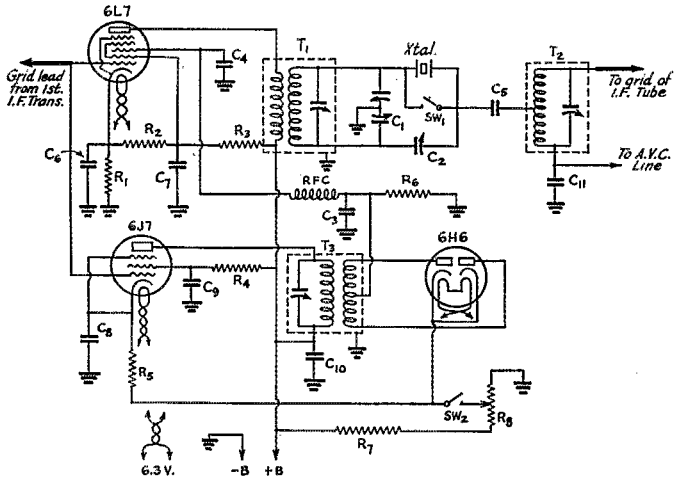 6L7
T1
Xtal.
T2
Grid lead
from 1st.
I.F. Trans.
C4
To grid of
I.F. Tube
C5
SW1
C1
R2
R3
C6
C2
To A.V.C.
Line
R1
C7
RFC
R6
C11
C3
6J7
T3
6H6
R4
C9
C8
C10
R5
SW2
R8
R7
6.3 V.
-B
+B